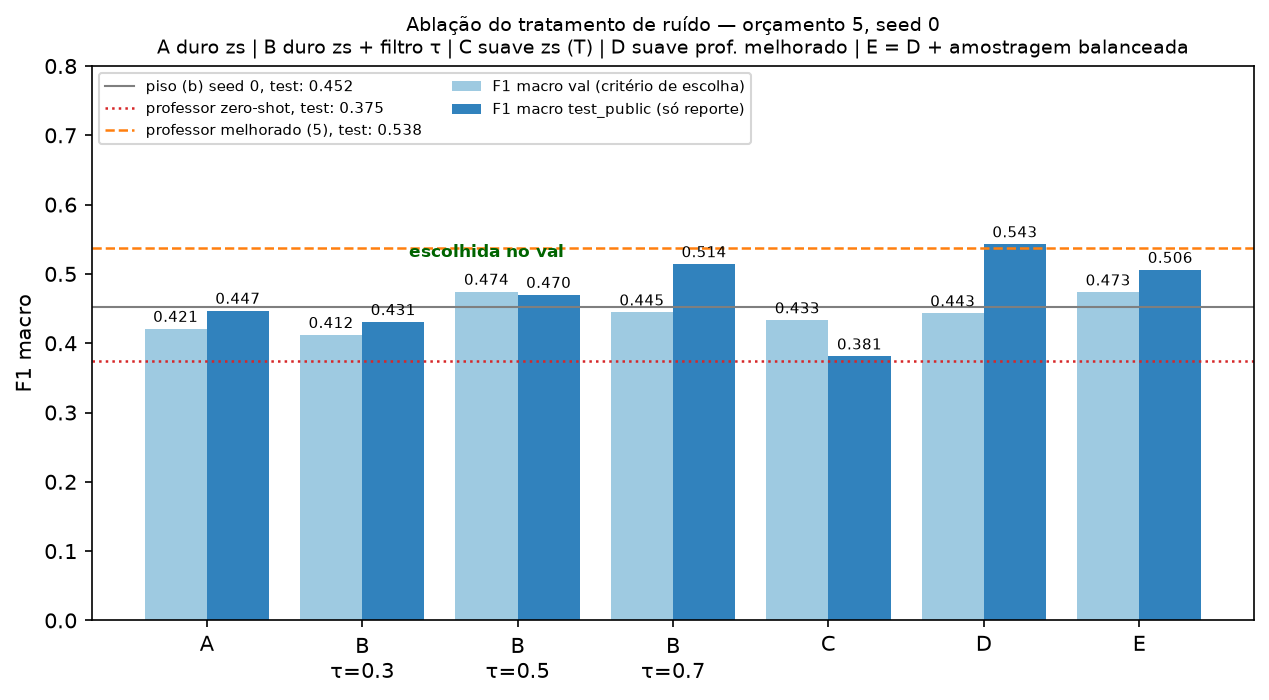 Ablação do tratamento de ruído — orçamento 5, seed 0
A duro zs | B duro zs + filtro τ | C suave zs (T) | D suave prof. melhorado | E = D + amostragem balanceada
piso (b) seed 0, test: 0.452
professor zero-shot, test: 0.375
professor melhorado (5), test: 0.538
F1 macro val (critério de escolha)
F1 macro test_public (só reporte)
F1 macro
0.8
0.7
0.6
0.5
0.4
0.3
0.2
0.1
0.0
escolhida no val
0.421
0.447
0.412
0.431
0.474
0.470
0.445
0.514
0.433
0.381
0.443
0.543
0.473
0.506
A
B
τ=0.3
B
τ=0.5
B
τ=0.7
C
D
E